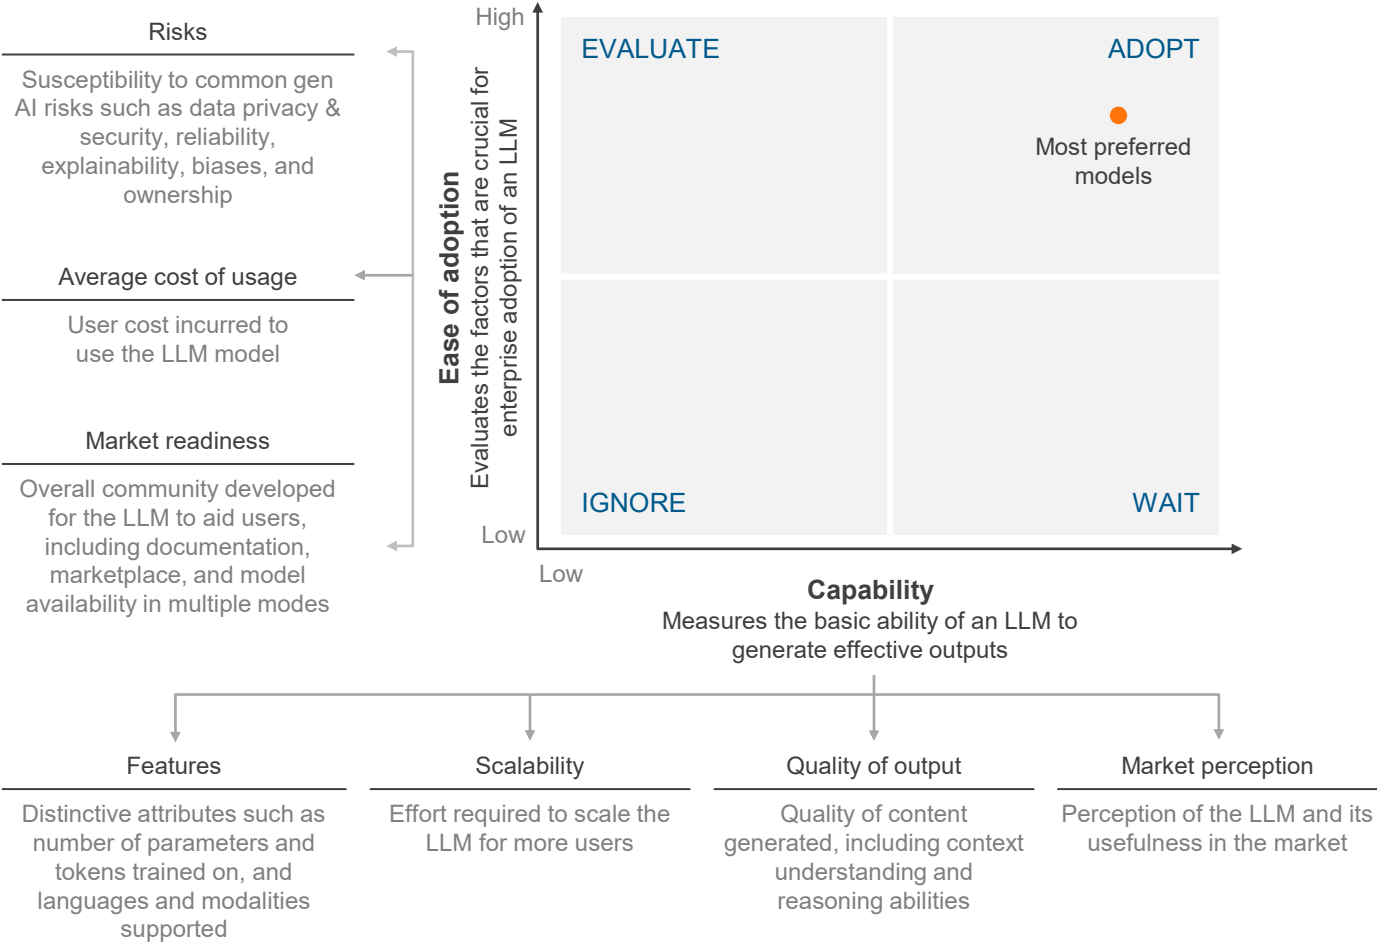 Risks
Susceptibility to common gen
AI risks such as data privacy &
security, reliability,
explainability, biases, and
ownership
Average cost of usage
User cost incurred to
use the LLM model
Market readiness
Overall community developed
for the LLM to aid users,
including documentation,
marketplace, and model
availability in multiple modes
Ease of adoption
Evaluates the factors that are crucial for
enterprise adoption of an LLM
High
Low
EVALUATE
ADOPT
Most preferred
models
IGNORE
WAIT
Low
Capability
Measures the basic ability of an LLM to
generate effective outputs
Features
Distinctive attributes such as
number of parameters and
tokens trained on, and
languages and modalities
supported
Scalability
Effort required to scale the
LLM for more users
Quality of output
Quality of content
generated, including context
understanding and
reasoning abilities
Market perception
Perception of the LLM and its
usefulness in the market